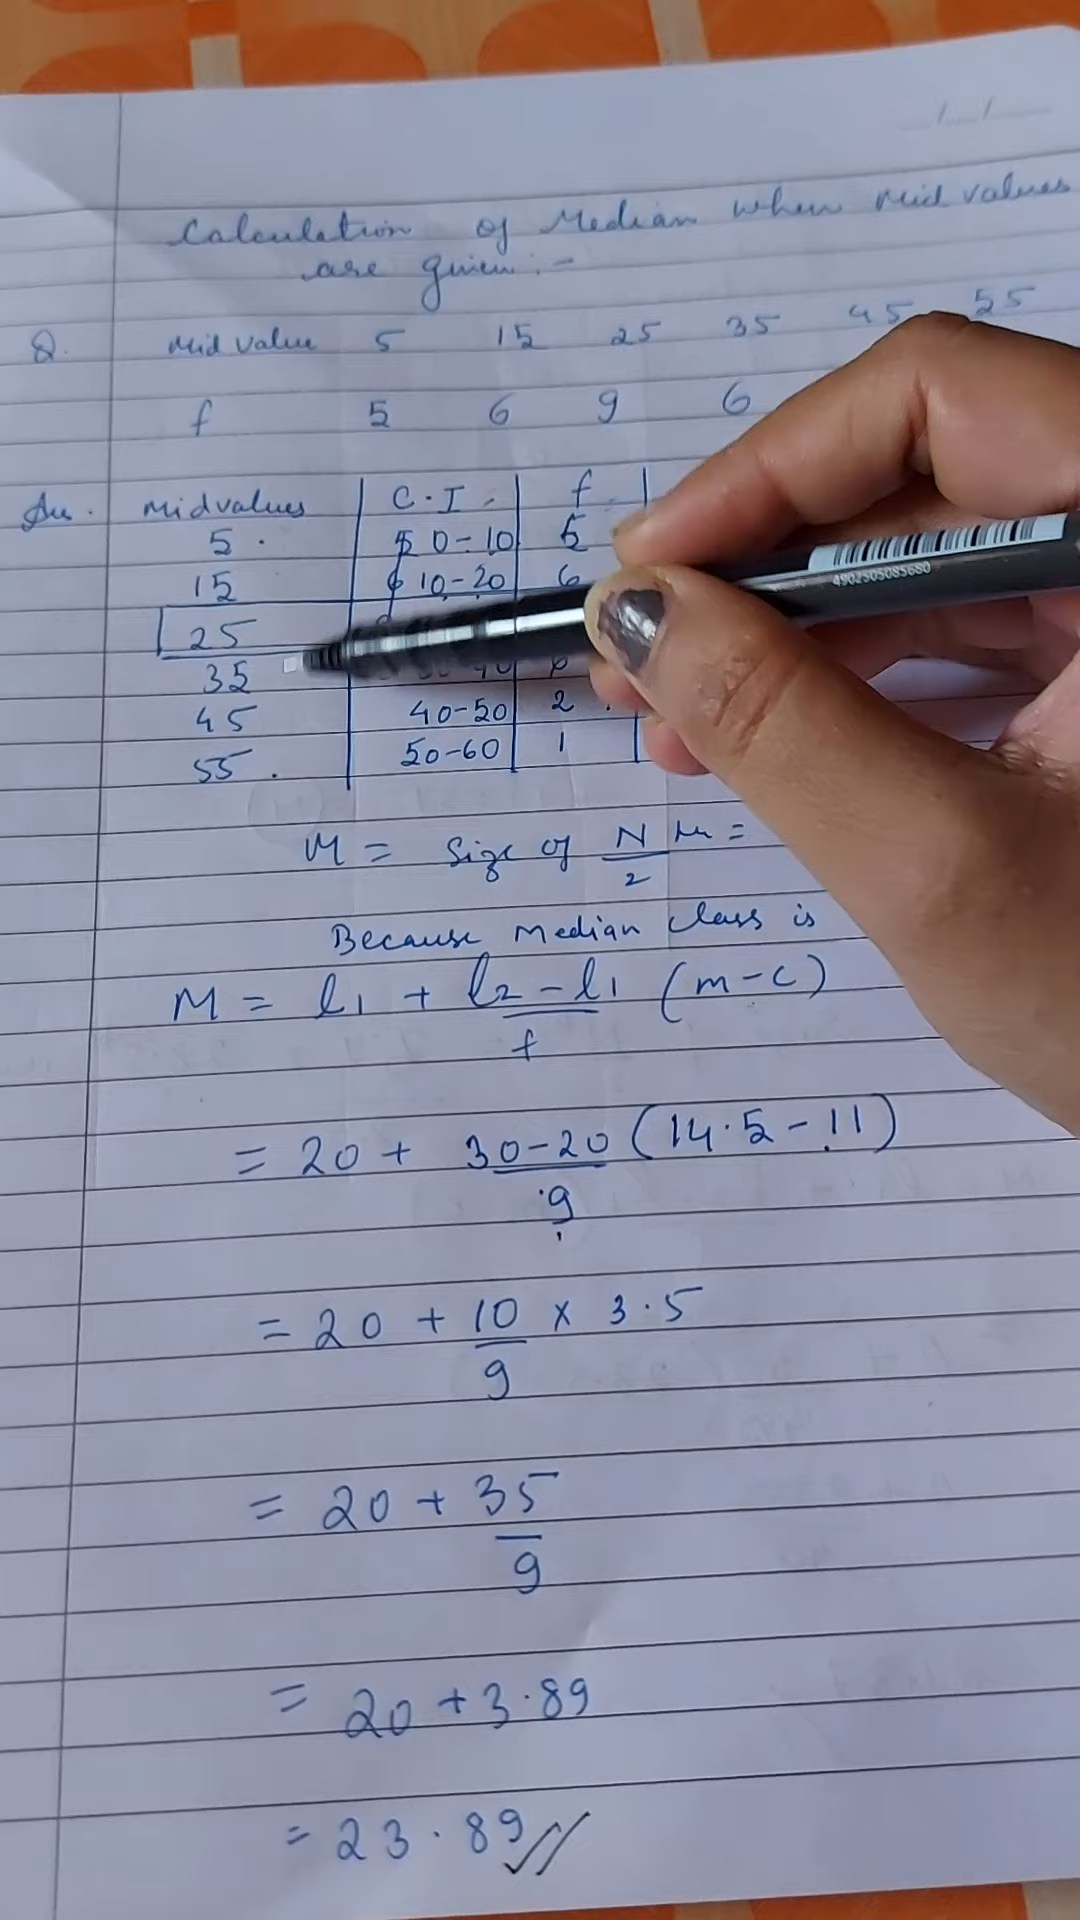 Calculation of Median when mid values
are given :-
Q. Mid value 5 15 25 35 45 55
f 5 6 9 6
Ans. Midvalues C.I. f
5. 0-10 5
15 10-20 6
25
35
45 40-50 2
55. 50-60 1
M = Size of N/2 th =
Because Median class is
M = l1 + l2 - l1 / f (m-c)
= 20 + 30-20 / 9 (14.5-11)
= 20 + 10/9 x 3.5
= 20 + 35/9
= 20 + 3.89
= 23.89
4902505085680